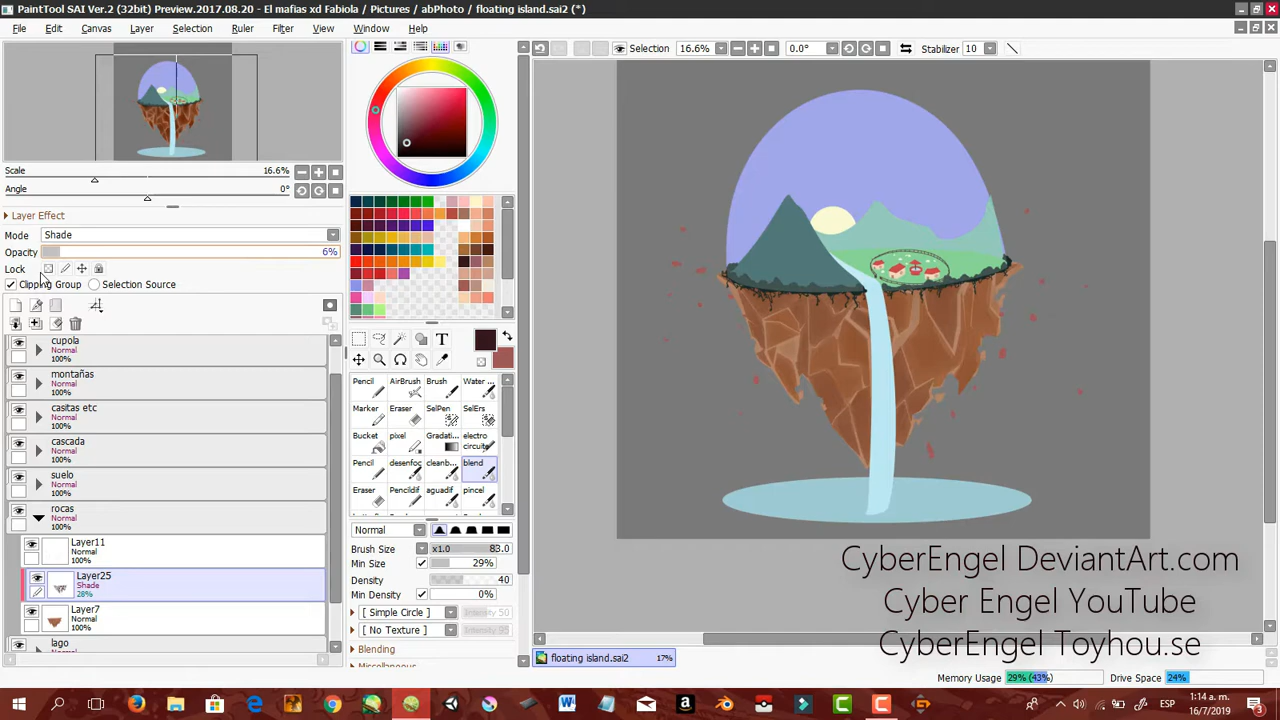 PaintTool SAI Ver.2 (32bit) Preview.2017.08.20 - El mafias xd Fabiola / Pictures / abPhoto / floating island.sai2 (*)
File Edit Canvas Layer Selection Ruler Filter View Window Help
Selection 16.6% 0.0° Stabilizer 10
Scale 16.6%
Angle 0°
Layer Effect
Mode Shade
Opacity 6%
Lock
Clipping Group Selection Source
cupola
Normal
100%
montañas
Normal
100%
casitas etc
Normal
100%
cascada
Normal
100%
suelo
Normal
100%
rocas
Normal
100%
Layer11
Normal
100%
Layer25
Shade
28%
Layer7
Normal
100%
lago
T
Pencil AirBrush Brush Water ...
Marker Eraser SelPen SelErs
Bucket pixel Gradati... electro circuite
Pencil desenfoc cleanb... blend
Eraser Pencildif aguadif pincel
Normal
Brush Size x1.0 83.0
Min Size 29%
Density 40
Min Density 0%
[ Simple Circle ] Intensity 50
[ No Texture ]
Blending
Miscellaneous
floating island.sai2 17%
CyberEngel DeviantArt.com
Cyber Engel YouTube
CyberEngel Toyhou.se
Memory Usage 29% (43%) Drive Space 24%
ESP
1:14 a. m.
16/7/2019
3